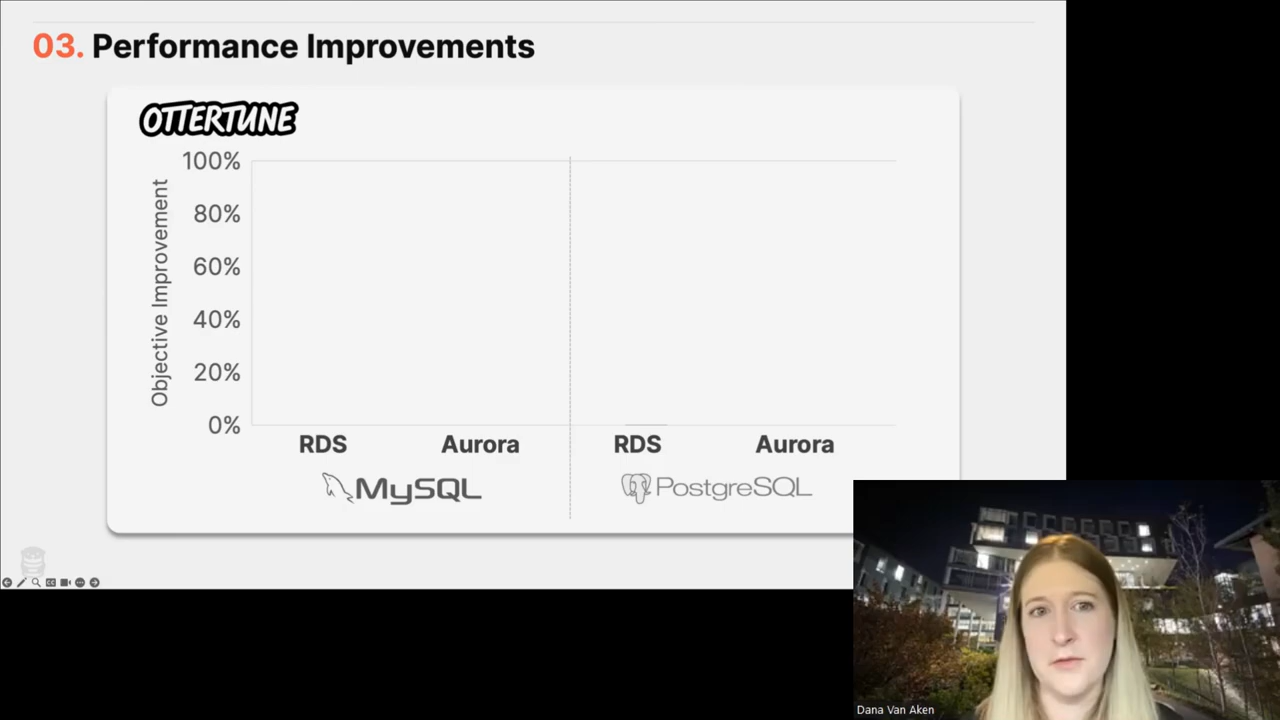 03. Performance Improvements
OTTERTUNE
Objective Improvement
100%
80%
60%
40%
20%
0%
RDS
Aurora
RDS
Aurora
MySQL
PostgreSQL
Dana Van Aken